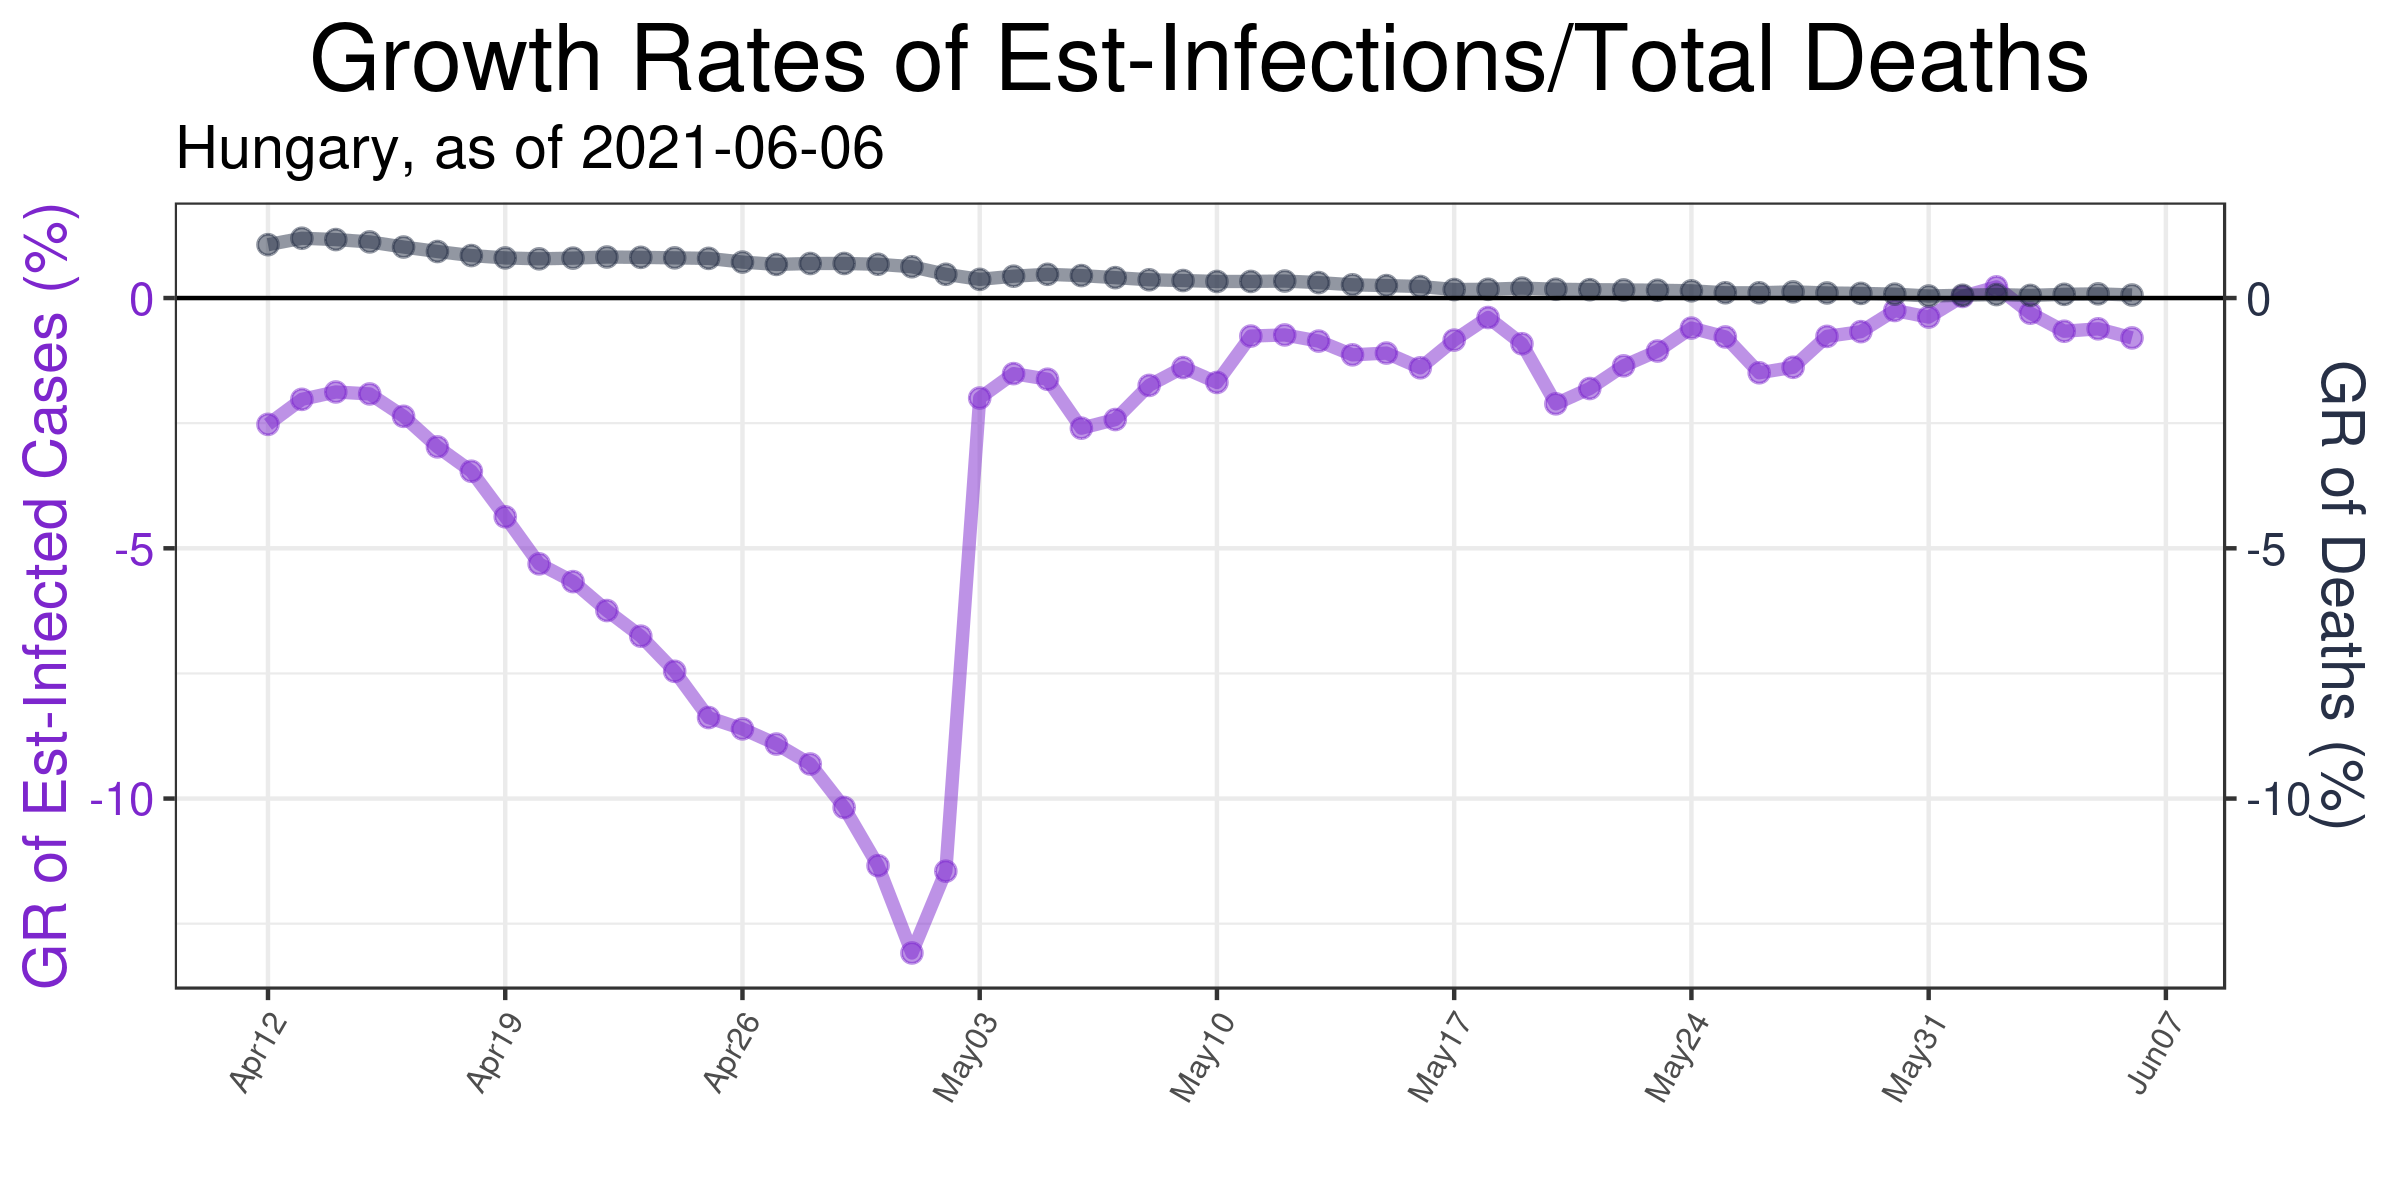 Growth Rates of Est-Infections/Total Deaths
Hungary, as of 2021-06-06
GR of Est-Infected Cases (%)
0
-5
-10
0
-5
-10
GR of Deaths (%)
Apr12
Apr19
Apr26
May03
May10
May17
May24
May31
Jun07